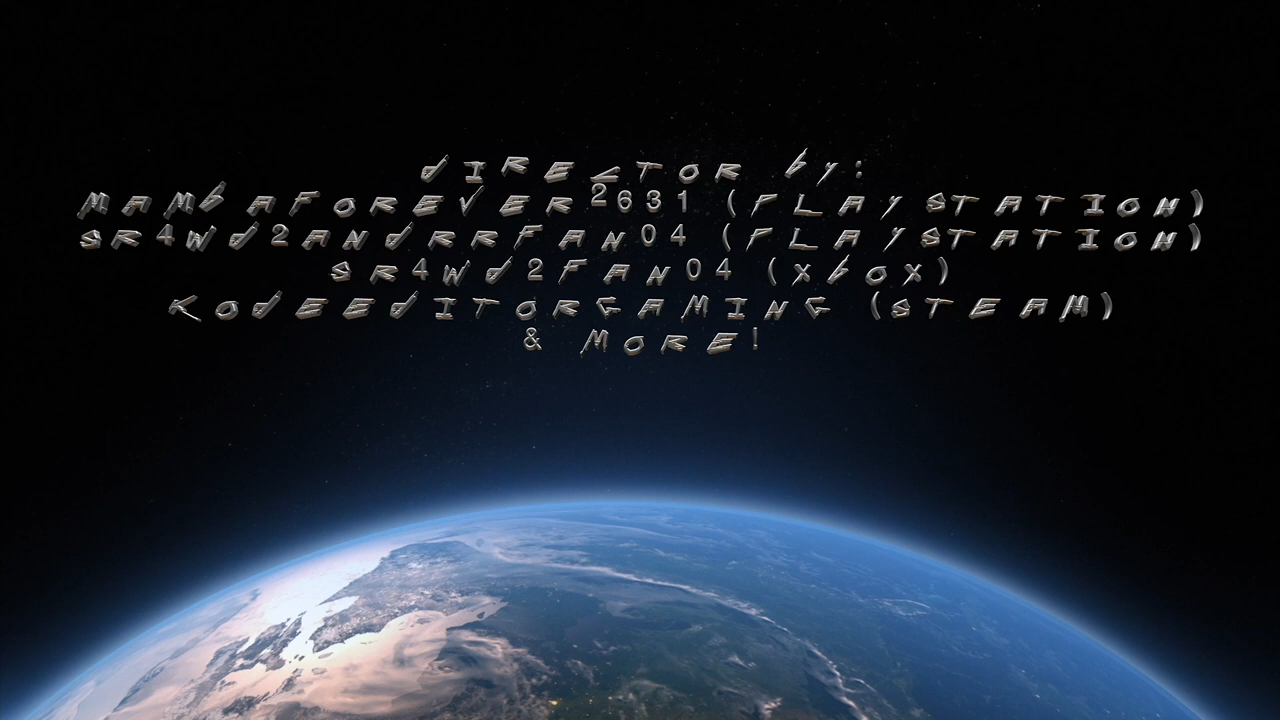 dIRECTOR by:
MAMbAFOREVER2631 (PLAySTATION)
SR4Wd2ANdRRFAN04 (PLAySTATION)
SR4Wd2FAN04 (XbOX)
KOdEEdITORGAMING (STEAM)
& MORE!